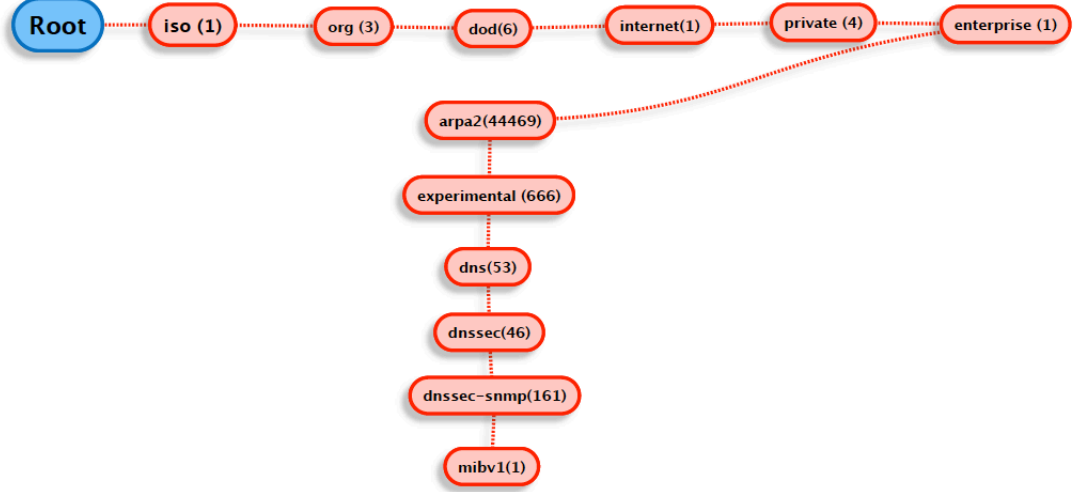 Root
iso (1)
org (3)
dod(6)
internet(1)
private (4)
enterprise (1)
arpa2(44469)
experimental (666)
dns(53)
dnssec(46)
dnssec-snmp(161)
mibv1(1)